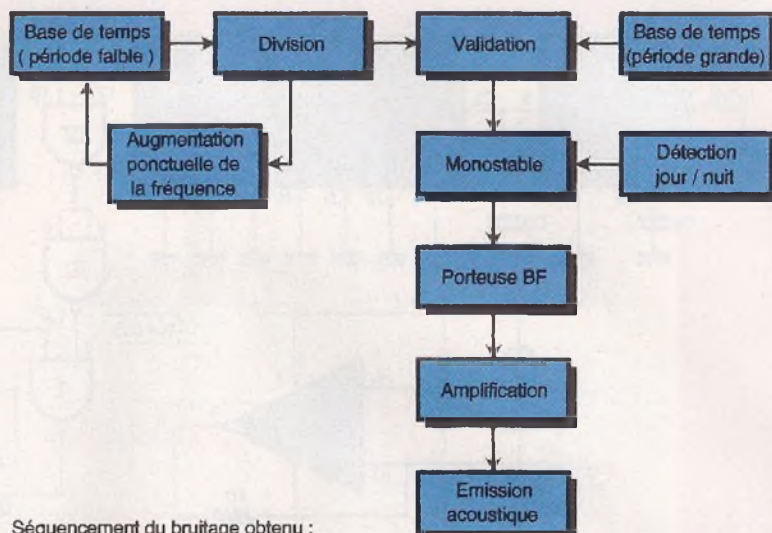 Base de temps
( période faible )
Division
Validation
Base de temps
(période grande)
Augmentation
ponctuelle de
la fréquence
Monostable
Détection
jour / nuit
Porteuse BF
Amplification
Emission
acoustique
Séquencement du bruitage obtenu :